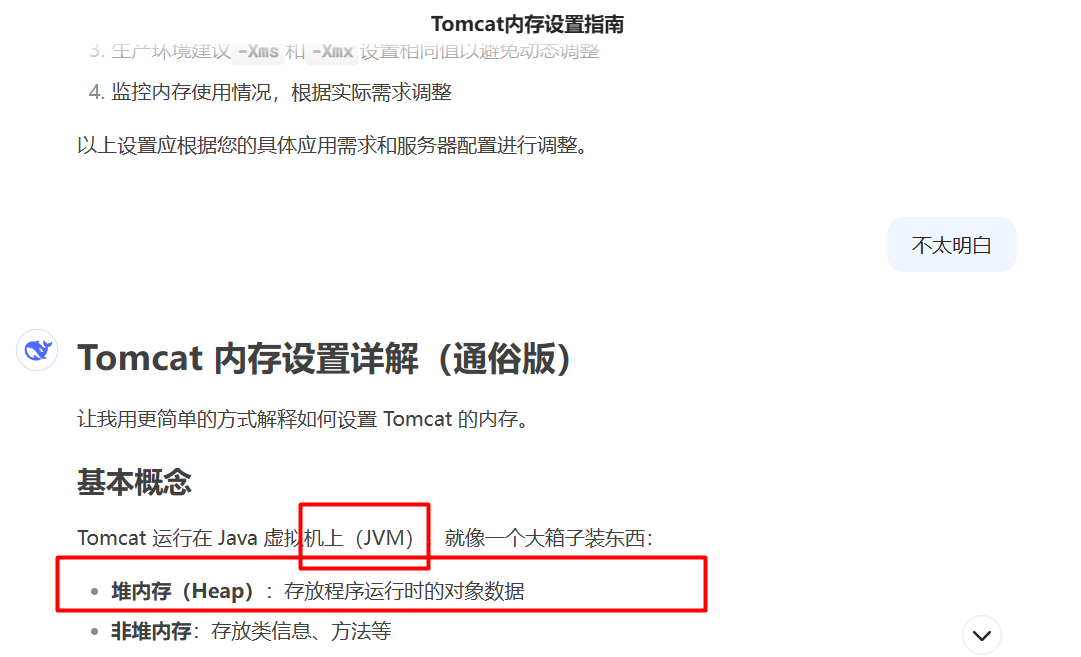 Tomcat内存设置指南
3. 生产环境建议 -Xms 和 -Xmx 设置相同值以避免动态调整
4. 监控内存使用情况，根据实际需求调整
以上设置应根据您的具体应用需求和服务器配置进行调整。
不太明白
Tomcat 内存设置详解（通俗版）
让我用更简单的方式解释如何设置 Tomcat 的内存。
基本概念
Tomcat 运行在 Java 虚拟机上（JVM），就像一个大箱子装东西：
• 堆内存（Heap）：存放程序运行时的对象数据
• 非堆内存：存放类信息、方法等